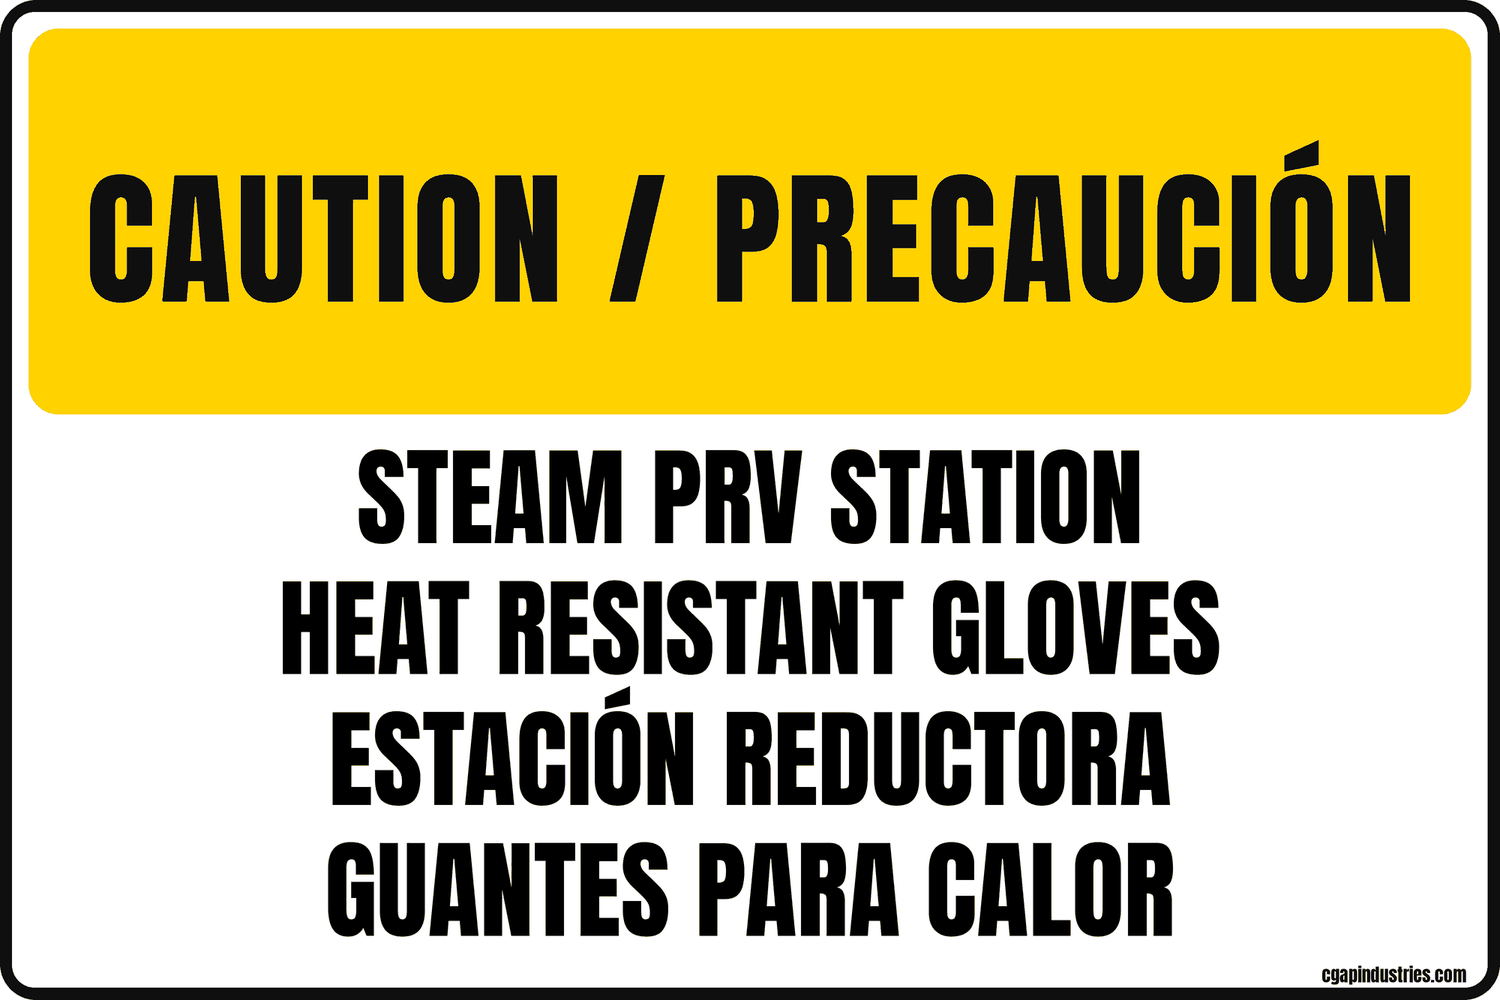 CAUTION / PRECAUCIÓN
STEAM PRV STATION
HEAT RESISTANT GLOVES
ESTACIÓN REDUCTORA
GUANTES PARA CALOR
cgapindustries.com